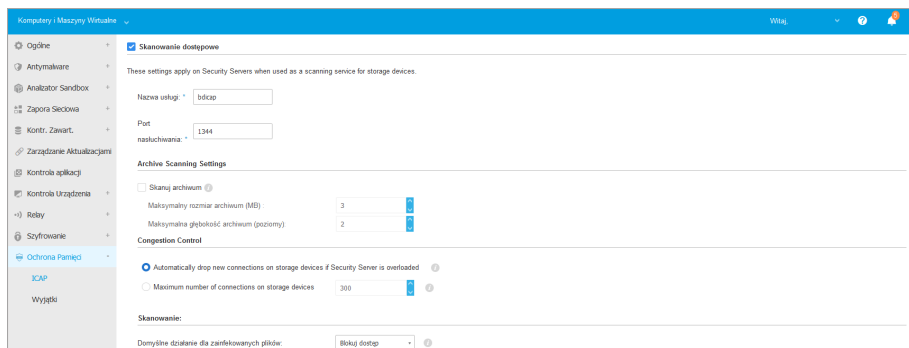 Komputery i Maszyny Wirtualne
Witaj,
6
Ogólne
Antymalware
Analizator Sandbox
Zapora Sieciowa
Kontr. Zawart.
Zarządzanie Aktualizacjami
Kontrola aplikacji
Kontrola Urządzenia
Relay
Szyfrowanie
Ochrona Pamięci
ICAP
Wyjątki
Skanowanie dostępowe
These settings apply on Security Servers when used as a scanning service for storage devices.
Nazwa usługi: * bdicap
Port
nasłuchiwania: * 1344
Archive Scanning Settings
Skanuj archiwum
Maksymalny rozmiar archiwum (MB) : 3
Maksymalna głębokość archiwum (poziomy) 2
Congestion Control
Automatically drop new connections on storage devices if Security Server is overloaded
Maximum number of connections on storage devices 300
Skanowanie:
Domyślne działanie dla zainfekowanych plików: Blokuj dostęp